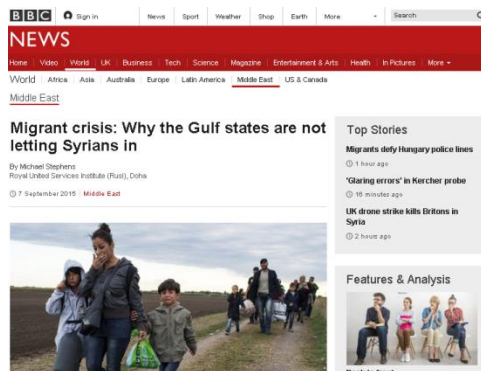 BBC Sign in News Sport Weather Shop Earth More Search
NEWS
Home Video World UK Business Tech Science Magazine Entertainment & Arts Health In Pictures More
World Africa Asia Australia Europe Latin America Middle East US & Canada
Middle East
Migrant crisis: Why the Gulf states are not
letting Syrians in
By Michael Stephens
Royal United Services Institute (Rusi), Doha
7 September 2015 Middle East
Top Stories
Migrants defy Hungary police lines
1 hour ago
'Glaring errors' in Kercher probe
16 minutes ago
UK drone strike kills Britons in
Syria
2 hours ago
Features & Analysis